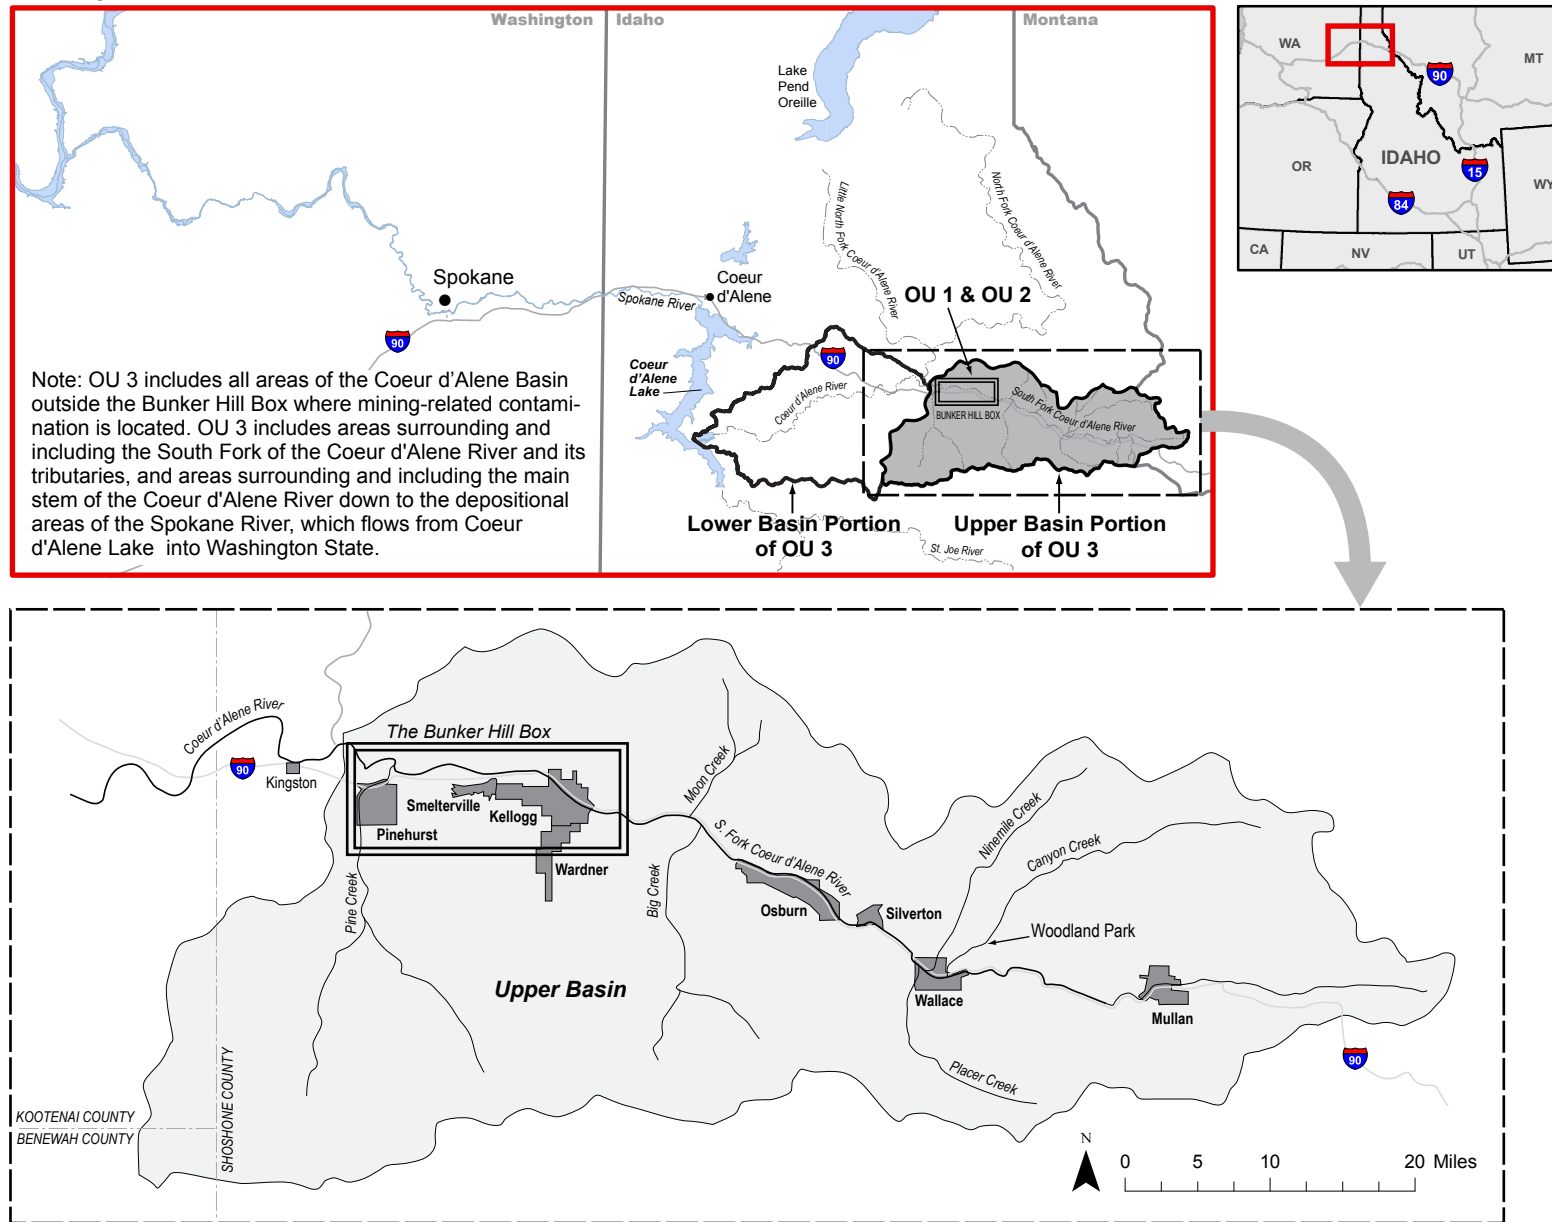 Washington
Idaho
Montana
Lake
Pend
Oreille
Little North Fork Coeur d'Alene River
North Fork Coeur d'Alene River
Spokane
Coeur
d'Alene
Spokane River
OU 1 & OU 2
90
90
Coeur
d'Alene
Lake
Coeur d'Alene River
BUNKER HILL BOX
South Fork Coeur d'Alene River
Note: OU 3 includes all areas of the Coeur d'Alene Basin
outside the Bunker Hill Box where mining-related contami-
nation is located. OU 3 includes areas surrounding and
including the South Fork of the Coeur d'Alene River and its
tributaries, and areas surrounding and including the main
stem of the Coeur d'Alene River down to the depositional
areas of the Spokane River, which flows from Coeur
d'Alene Lake into Washington State.
Lower Basin Portion
of OU 3
Upper Basin Portion
of OU 3
St. Joe River
WA
MT
90
OR
IDAHO
15
WY
84
CA
NV
UT
Coeur d'Alene River
90
Kingston
The Bunker Hill Box
Smelterville
Kellogg
Pinehurst
Wardner
Moon Creek
Pine Creek
Big Creek
S. Fork Coeur d'Alene River
Osburn
Silverton
Ninemile Creek
Canyon Creek
Woodland Park
Upper Basin
Wallace
Mullan
90
Placer Creek
KOOTENAI COUNTY
BENEWAH COUNTY
SHOSHONE COUNTY
N
0 5 10 20 Miles